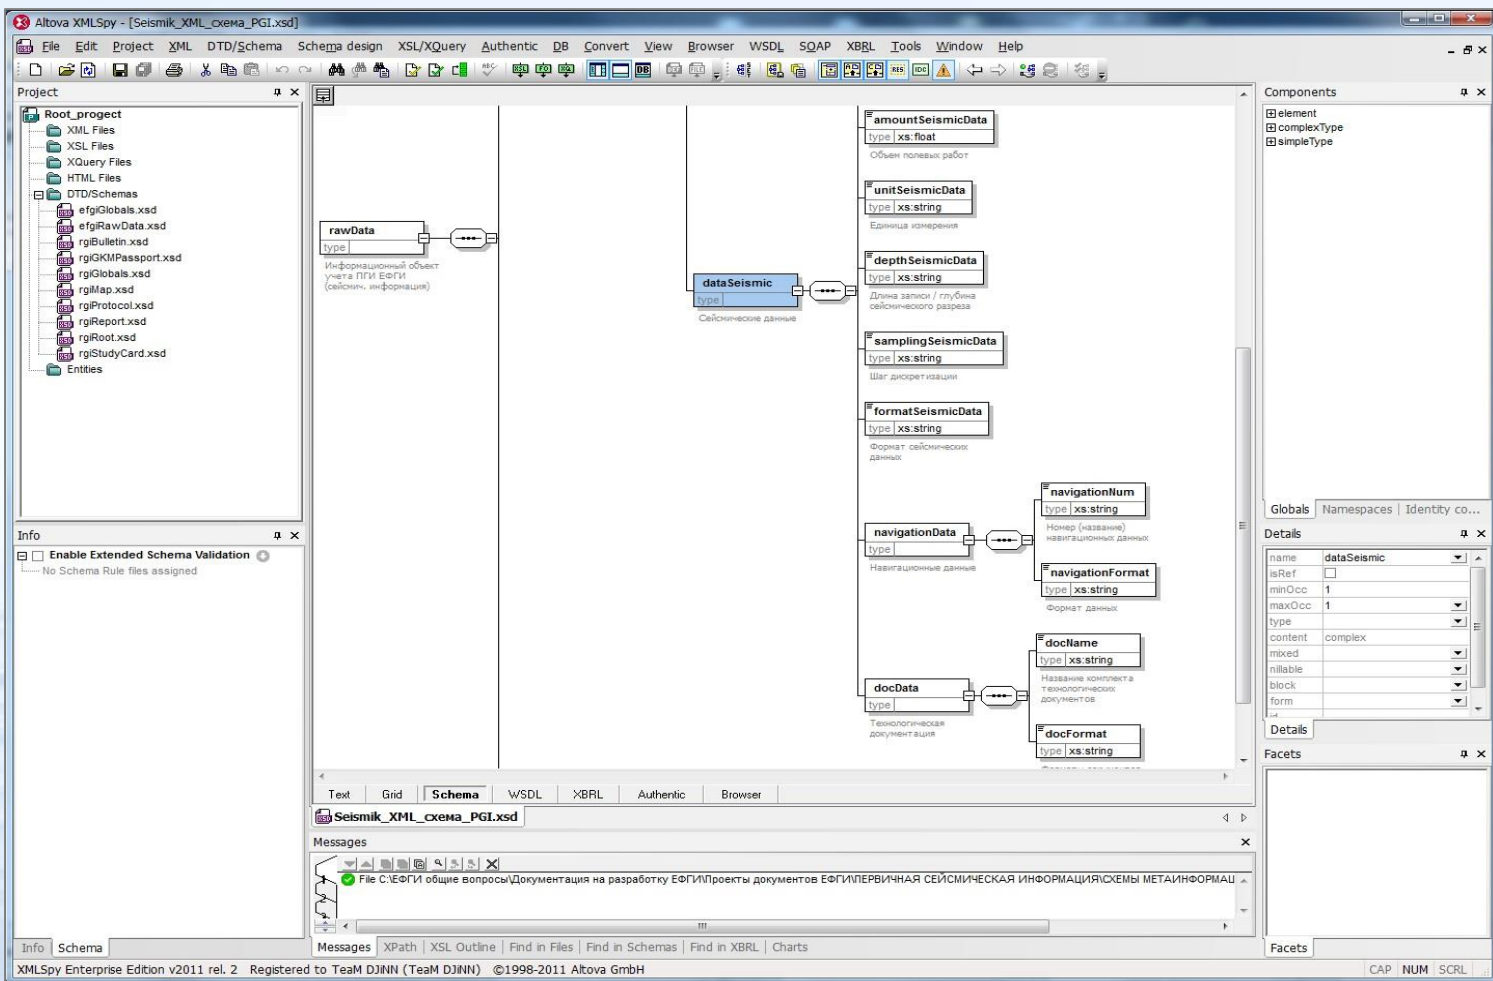 Altova XMLSpy - [Seismik_XML_схема_PGI.xsd]
File Edit Project XML DTD/Schema Schema design XSL/XQuery Authentic DB Convert View Browser WSDL SOAP XBRL Tools Window Help
Project
Root_progect
XML Files
XSL Files
XQuery Files
HTML Files
DTD/Schemas
efgiGlobals.xsd
efgiRawData.xsd
rgiBulletin.xsd
rgiGKMPassport.xsd
rgiGlobals.xsd
rgiMap.xsd
rgiProtocol.xsd
rgiReport.xsd
rgiRoot.xsd
rgiStudyCard.xsd
Entities
Info
Enable Extended Schema Validation
No Schema Rule files assigned
Info Schema
rawData
type
Информационный объект
учета ПГИ ЕФГИ
(сейсмич. информация)
dataSeismic
type
Сейсмические данные
amountSeismicData
type xs:float
Объем полевых работ
unitSeismicData
type xs:string
Единица измерения
depthSeismicData
type xs:string
Длина записи / глубина
сейсмического разреза
samplingSeismicData
type xs:string
Шаг дискретизации
formatSeismicData
type xs:string
Формат сейсмических
данных
navigationData
type
Навигационные данные
navigationNum
type xs:string
Номер (название)
навигационных данных
navigationFormat
type xs:string
Формат данных
docData
type
Технологическая
документация
docName
type xs:string
Название комплекта
технологических
документов
docFormat
type xs:string
Text Grid Schema WSDL XBRL Authentic Browser
Seismik_XML_схема_PGI.xsd
Messages
File C:\ЕФГИ общие вопросы\Документация на разработку ЕФГИ\Проекты документов ЕФГИ\ПЕРВИЧНАЯ СЕЙСМИЧЕСКАЯ ИНФОРМАЦИЯ\СХЕМЫ МЕТАИНФОРМАЦ
Messages XPath XSL Outline Find in Files Find in Schemas Find in XBRL Charts
Components
element
complexType
simpleType
Globals Namespaces Identity co...
Details
name dataSeismic
isRef
minOcc 1
maxOcc 1
type
content complex
mixed
nillable
block
form
Details
Facets
Facets
XMLSpy Enterprise Edition v2011 rel. 2 Registered to TeaM DJiNN (TeaM DJiNN) ©1998-2011 Altova GmbH
CAP NUM SCRL